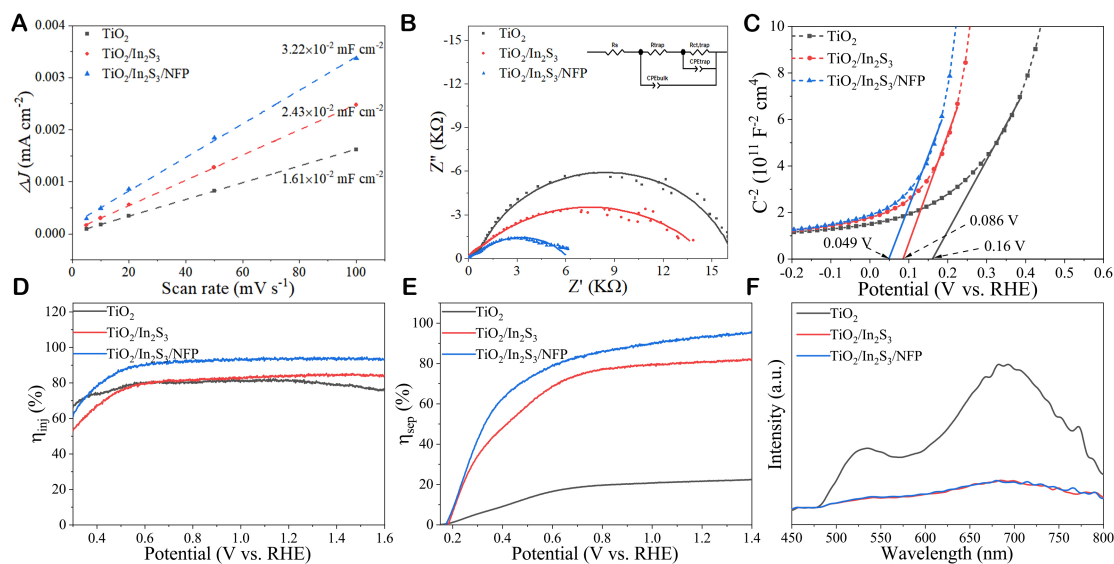 A
TiO₂
TiO₂/In₂S₃
TiO₂/In₂S₃/NFP
3.22×10⁻² mF cm⁻²
2.43×10⁻² mF cm⁻²
1.61×10⁻² mF cm⁻²
0.004
0.003
0.002
0.001
0.000
ΔJ (mA cm⁻²)
0 20 40 60 80 100
Scan rate (mV s⁻¹)
B
TiO₂
TiO₂/In₂S₃
TiO₂/In₂S₃/NFP
Rs
Rtrap
Rct,trap
CPEtrap
CPEbulk
-15
-12
-9
-6
-3
0
Z'' (KΩ)
0 3 6 9 12 15
Z' (KΩ)
C
TiO₂
TiO₂/In₂S₃
TiO₂/In₂S₃/NFP
0.049 V
0.086 V
0.16 V
10
8
6
4
2
0
C⁻² (10¹¹ F⁻² cm⁴)
-0.2 -0.1 0.0 0.1 0.2 0.3 0.4 0.5 0.6
Potential (V vs. RHE)
D
TiO₂
TiO₂/In₂S₃
TiO₂/In₂S₃/NFP
120
100
80
60
40
20
0
ηinj (%)
0.4 0.6 0.8 1.0 1.2 1.4 1.6
Potential (V vs. RHE)
E
TiO₂
TiO₂/In₂S₃
TiO₂/In₂S₃/NFP
100
80
60
40
20
0
ηsep (%)
0.2 0.4 0.6 0.8 1.0 1.2 1.4
Potential (V vs. RHE)
F
TiO₂
TiO₂/In₂S₃
TiO₂/In₂S₃/NFP
Intensity (a.u.)
450 500 550 600 650 700 750 800
Wavelength (nm)